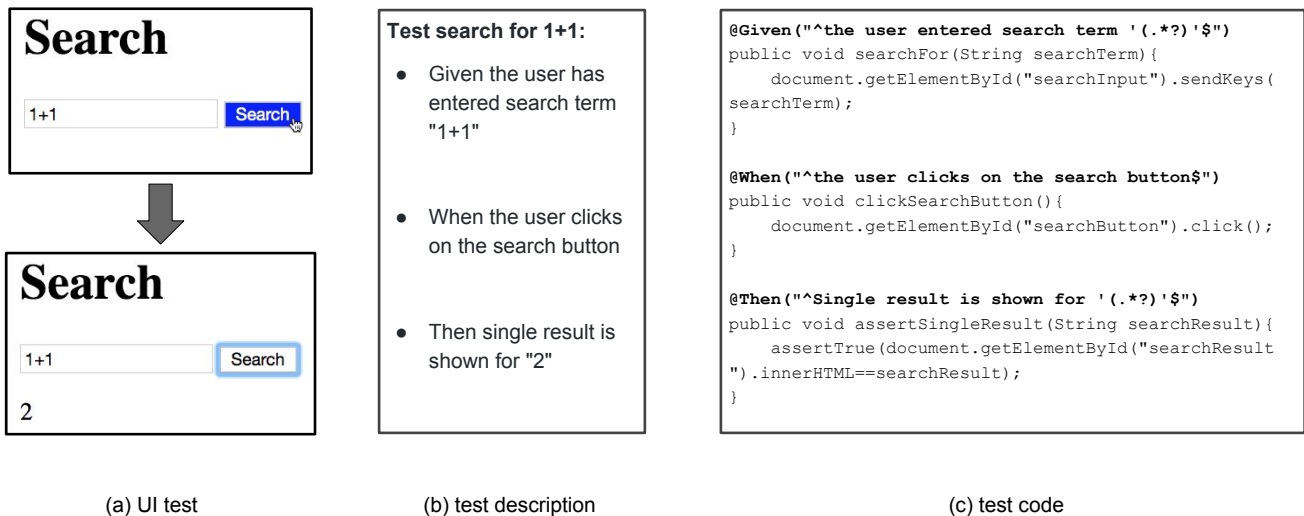 Search
1+1 Search
Search
1+1 Search
2
(a) UI test
Test search for 1+1:
● Given the user has
entered search term
"1+1"
● When the user clicks
on the search button
● Then single result is
shown for "2"
(b) test description
@Given("^the user entered search term '(.*?)'$")
public void searchFor(String searchTerm){
document.getElementById("searchInput").sendKeys(
searchTerm);
}
@When("^the user clicks on the search button$")
public void clickSearchButton(){
document.getElementById("searchButton").click();
}
@Then("^Single result is shown for '(.*?)'$")
public void assertSingleResult(String searchResult){
assertTrue(document.getElementById("searchResult
").innerHTML==searchResult);
}
(c) test code